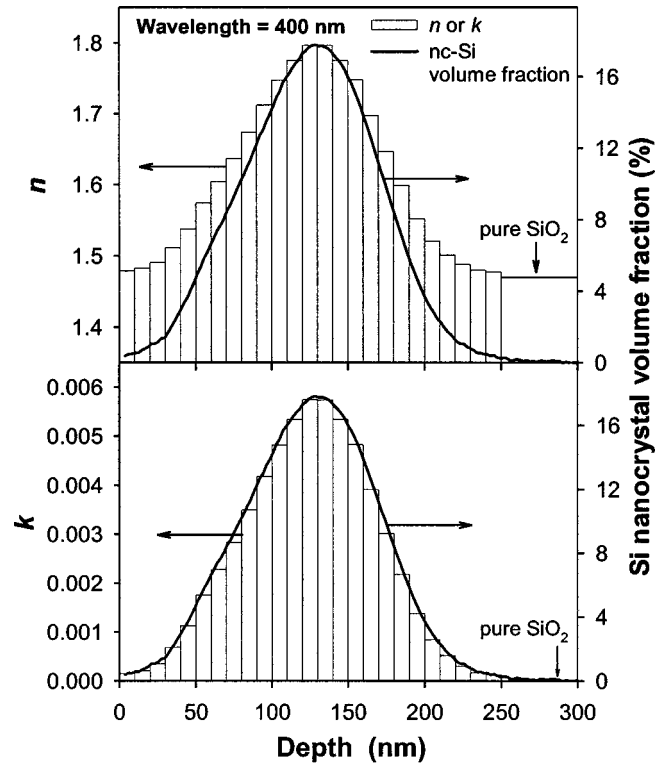 Wavelength = 400 nm
n or k
nc-Si
volume fraction
1.8
1.7
1.6
1.5
1.4
n
16
12
8
4
0
pure SiO2
Si nanocrystal volume fraction (%)
0.006
0.005
0.004
0.003
0.002
0.001
0.000
k
16
12
8
4
0
pure SiO2
0 50 100 150 200 250 300
Depth (nm)